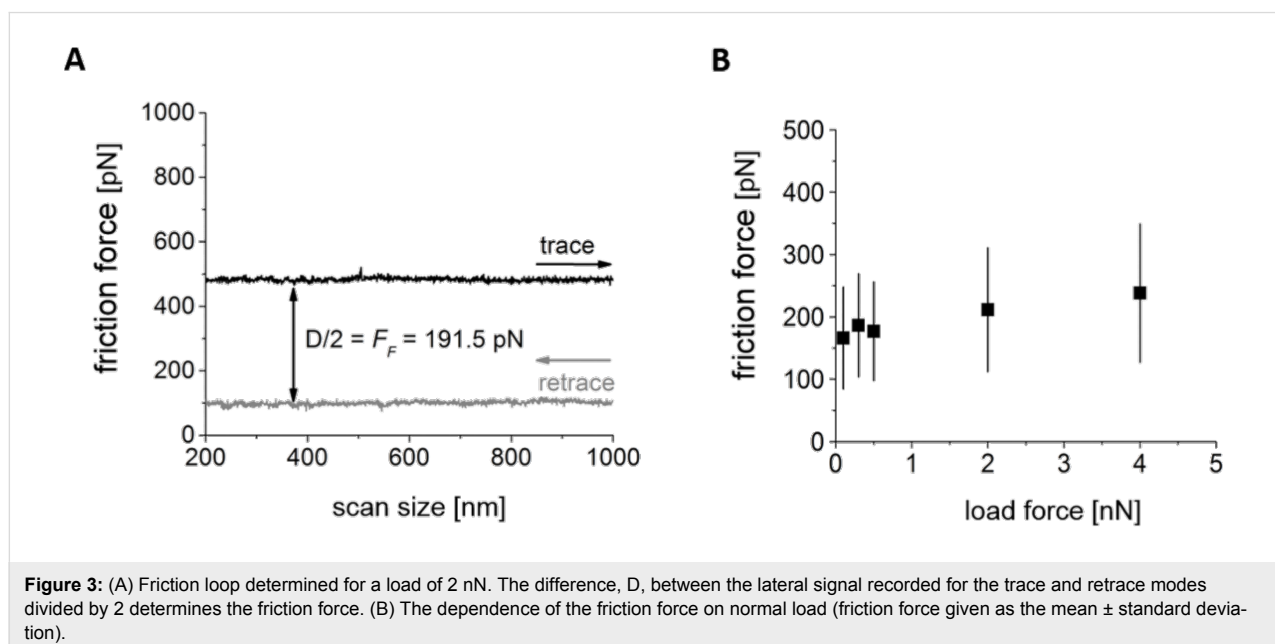 A
B
friction force [pN]
1000
800
600
400
200
0
trace
D/2 = F_F = 191.5 pN
retrace
200
400
600
800
1000
scan size [nm]
friction force [pN]
500
400
300
200
100
0
0
1
2
3
4
5
load force [nN]
Figure 3: (A) Friction loop determined for a load of 2 nN. The difference, D, between the lateral signal recorded for the trace and retrace modes
divided by 2 determines the friction force. (B) The dependence of the friction force on normal load (friction force given as the mean ± standard devia-
tion).